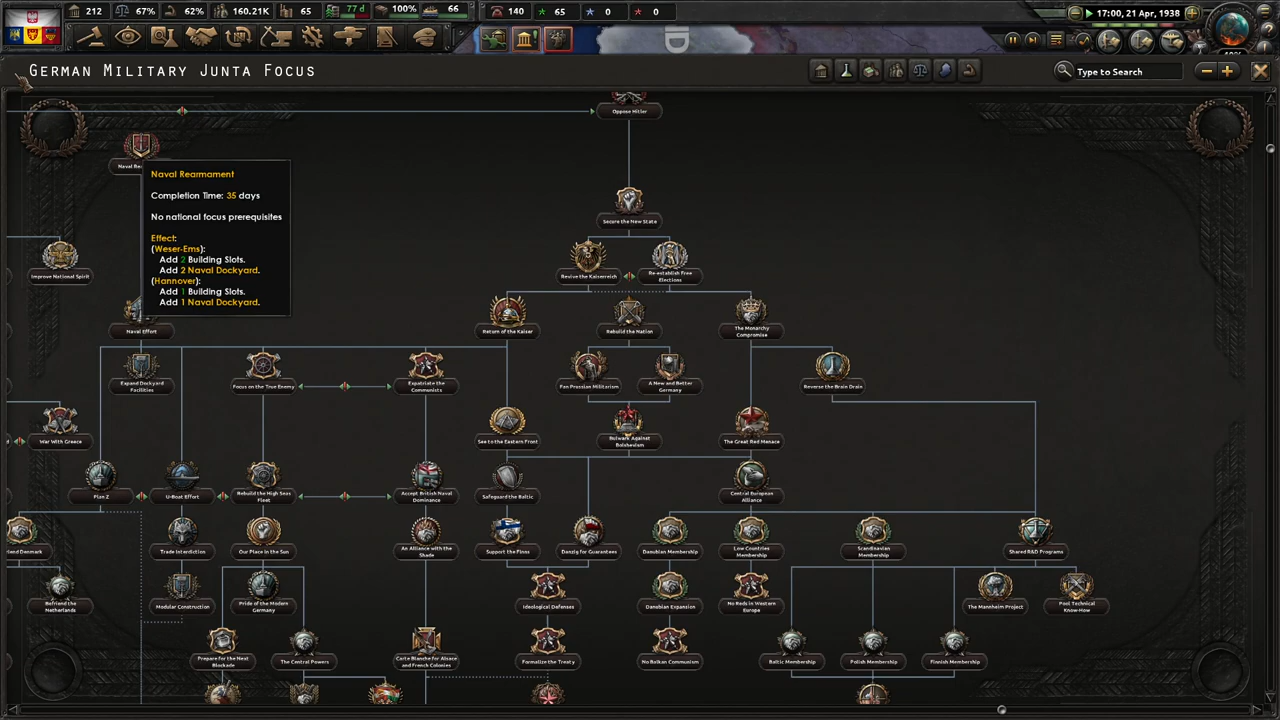 212 67% 62% 160.21K 65 77 d 100% 66 140 65 0 0 17:00, 21 Apr, 1938
GERMAN MILITARY JUNTA FOCUS
Type to Search
Oppose Hitler
Naval Rearmament
Completion Time: 35 days
No national focus prerequisites
Effect:
(Weser-Ems):
Add 2 Building Slots.
Add 2 Naval Dockyard.
(Hannover):
Add 1 Building Slots.
Add 1 Naval Dockyard.
Secure the New State
Improve National Spirit
Revive the Kaiserreich
Re-establish Free
Elections
Naval Effort
Return of the Kaiser
Rebuild the Nation
The Monarchy
Compromise
Expand Dockyard
Facilities
Focus on the True Enemy
Expatriate the
Communists
Fan Prussian Militarism
A New and Better
Germany
Reverse the Brain Drain
War With Greece
See to the Eastern Front
Bulwark Against
Bolshevism
The Great Red Menace
Plan Z
U-Boat Effort
Rebuild the High Seas
Fleet
Accept British Naval
Dominance
Safeguard the Baltic
Central European
Alliance
Trade Interdiction
Our Place in the Sun
An Alliance with the
Shade
Support the Finns
Danzig for Guarantees
Danubian Membership
Low Countries
Membership
Scandinavian
Membership
Shared R&D Programs
Befriend the
Netherlands
Modular Construction
Pride of the Modern
Germany
Ideological Defenses
Danubian Expansion
No Reds in Western
Europe
The Mannheim Project
Pool Technical
Know-How
Prepare for the Next
Blockade
The Central Powers
Carte Blanche for Alsace
and French Colonies
Formalize the Treaty
No Balkan Communism
Baltic Membership
Polish Membership
Finnish Membership